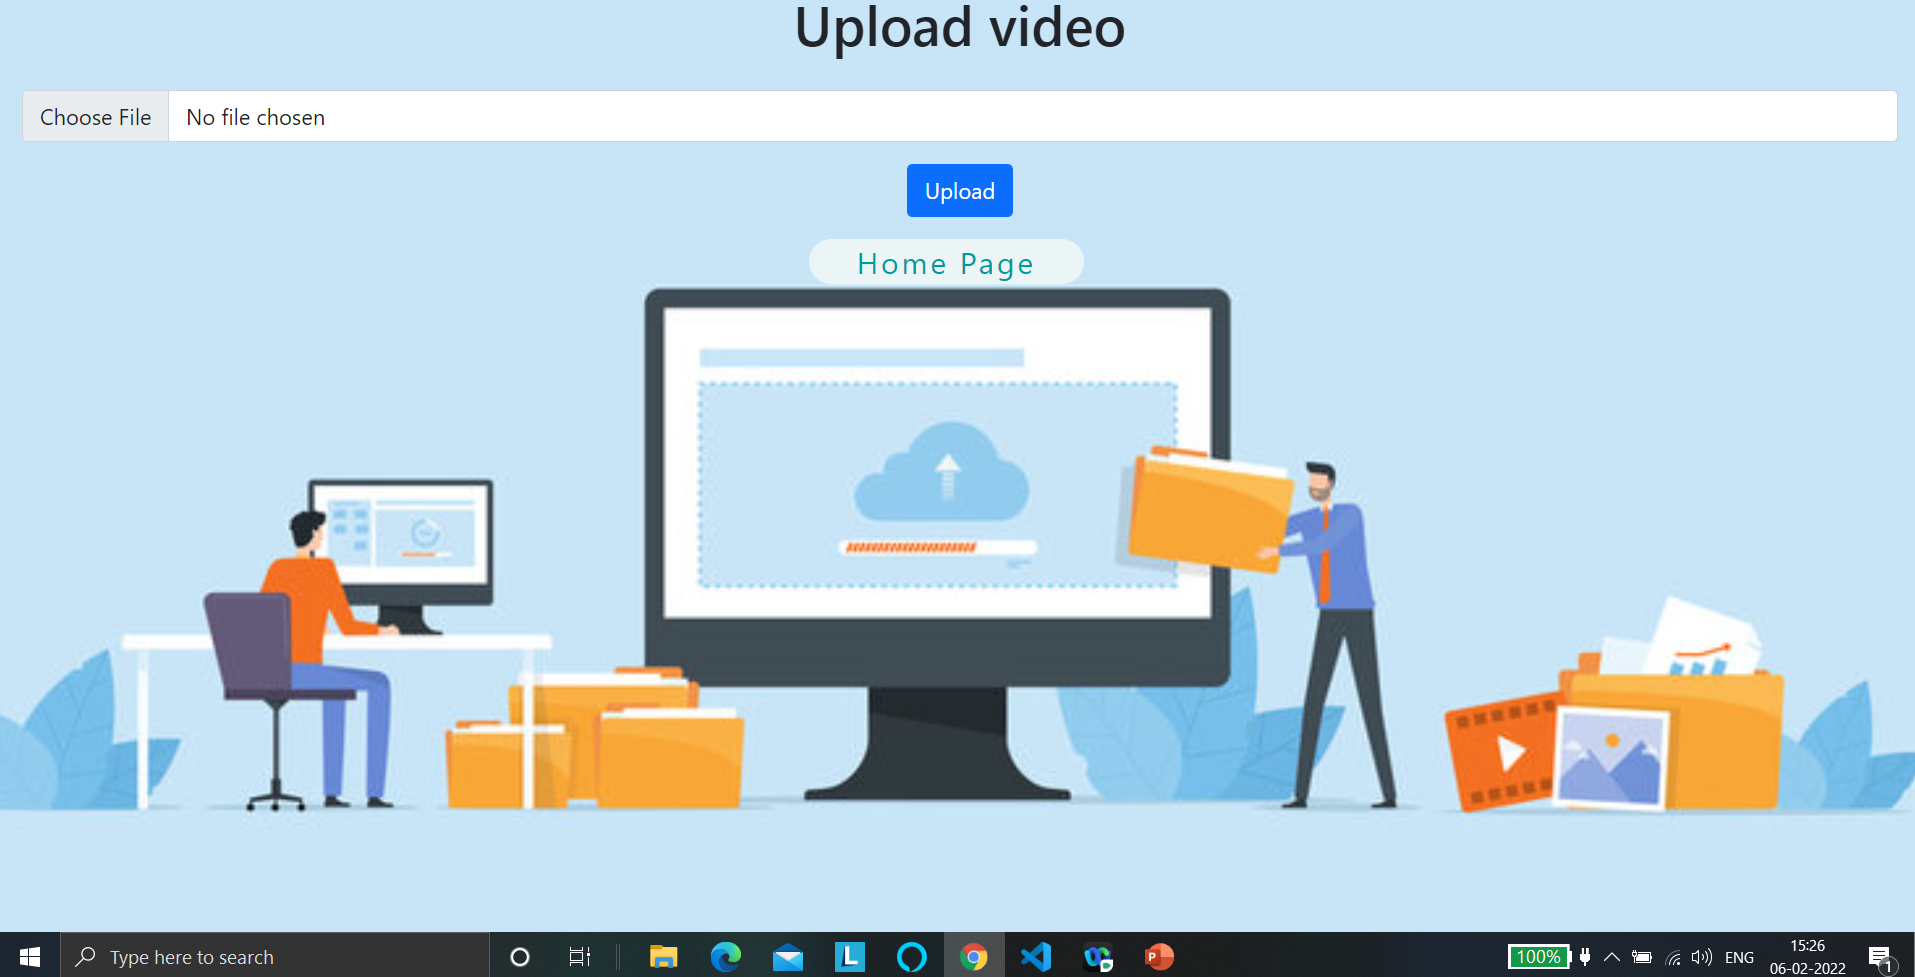 Upload video
Choose File No file chosen
Upload
Home Page
Type here to search
L
P
100%
ENG
15:26
06-02-2022
1